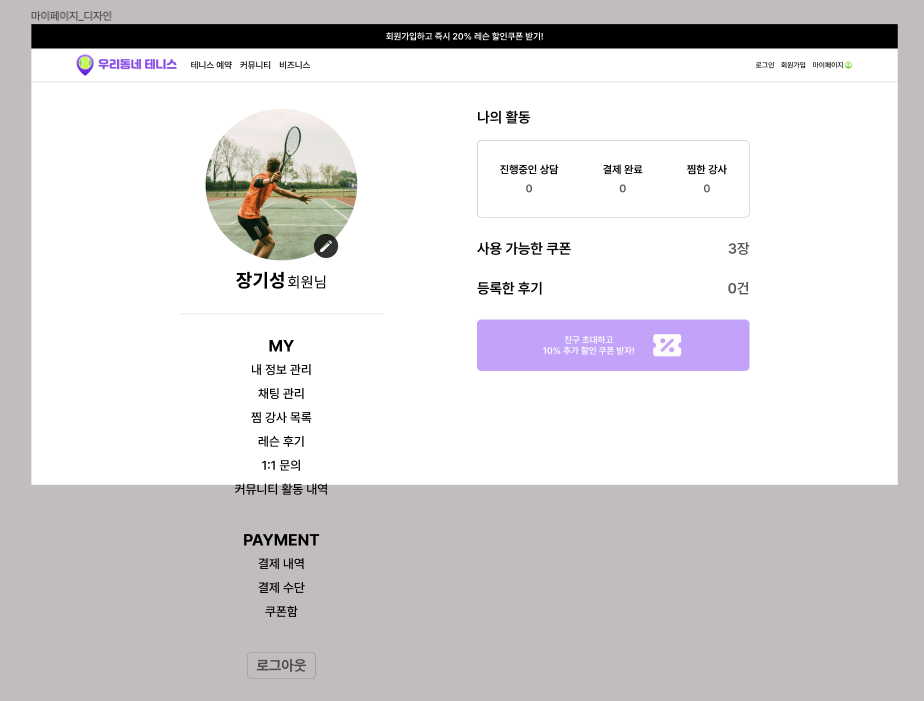 마이페이지_디자인
회원가입하고 즉시 20% 레슨 할인쿠폰 받기!
우리동네 테니스
테니스 예약 커뮤니티 비즈니스
로그인 회원가입 마이페이지
장기성 회원님
MY
내 정보 관리
채팅 관리
찜 강사 목록
레슨 후기
1:1 문의
커뮤니티 활동 내역
PAYMENT
결제 내역
결제 수단
쿠폰함
로그아웃
나의 활동
진행중인 상담 결제 완료 찜한 강사
0 0 0
사용 가능한 쿠폰 3장
등록한 후기 0건
친구 초대하고
10% 추가 할인 쿠폰 받자!